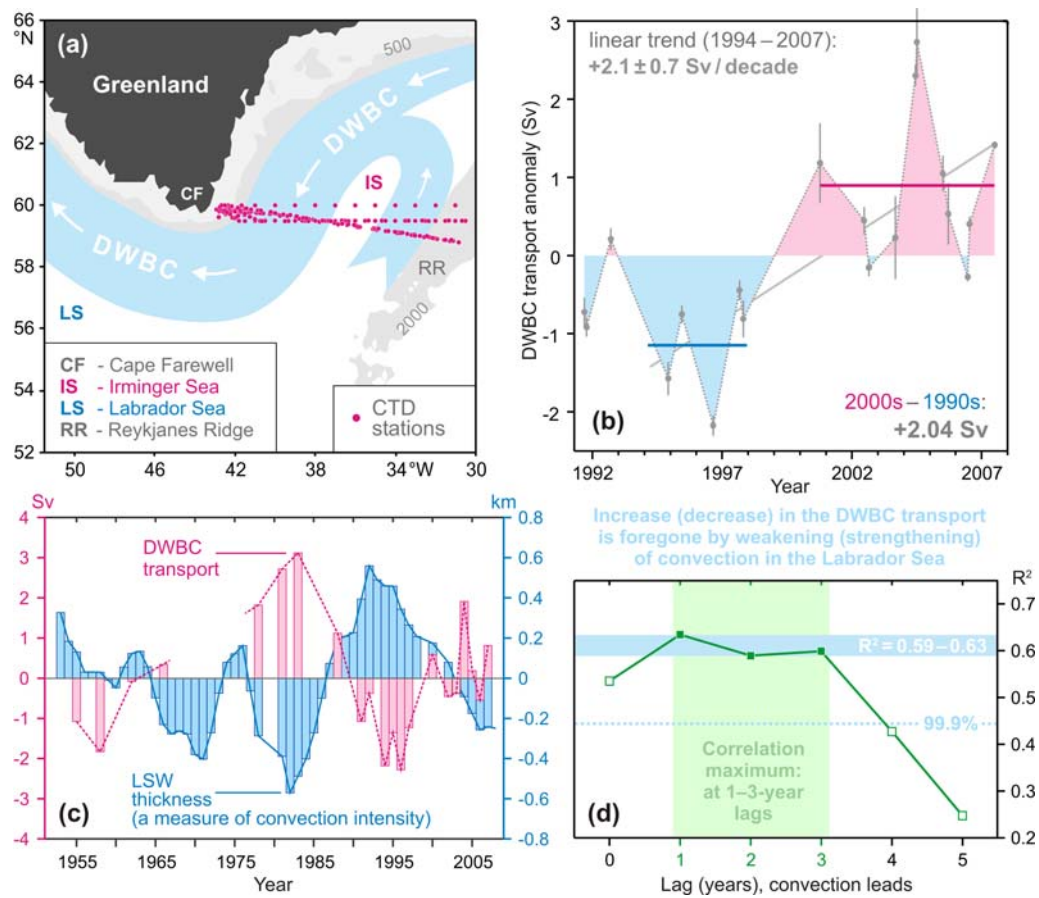 66
°N
64
62
60
58
56
54
52
(a)
Greenland
500
DWBC
CF
IS
DWBC
RR
2000
LS
CF - Cape Farewell
IS - Irminger Sea
LS - Labrador Sea
RR - Reykjanes Ridge
CTD
stations
50
46
42
38
34 °W
30
3
2
1
0
-1
-2
DWBC transport anomaly (Sv)
linear trend (1994–2007):
+2.1 ± 0.7 Sv / decade
(b)
2000s – 1990s:
+2.04 Sv
1992
1997
2002
2007
Year
Sv
km
4
3
2
1
0
-1
-2
-3
-4
0.8
0.6
0.4
0.2
0
-0.2
-0.4
-0.6
-0.8
DWBC
transport
LSW
thickness
(a measure of convection intensity)
(c)
1955
1965
1975
1985
1995
2005
Year
Increase (decrease) in the DWBC transport
is foregone by weakening (strengthening)
of convection in the Labrador Sea
R²
0.7
0.6
0.5
0.4
0.3
0.2
R² = 0.59–0.63
99.9%
Correlation
maximum:
at 1–3-year
lags
(d)
0
1
2
3
4
5
Lag (years), convection leads